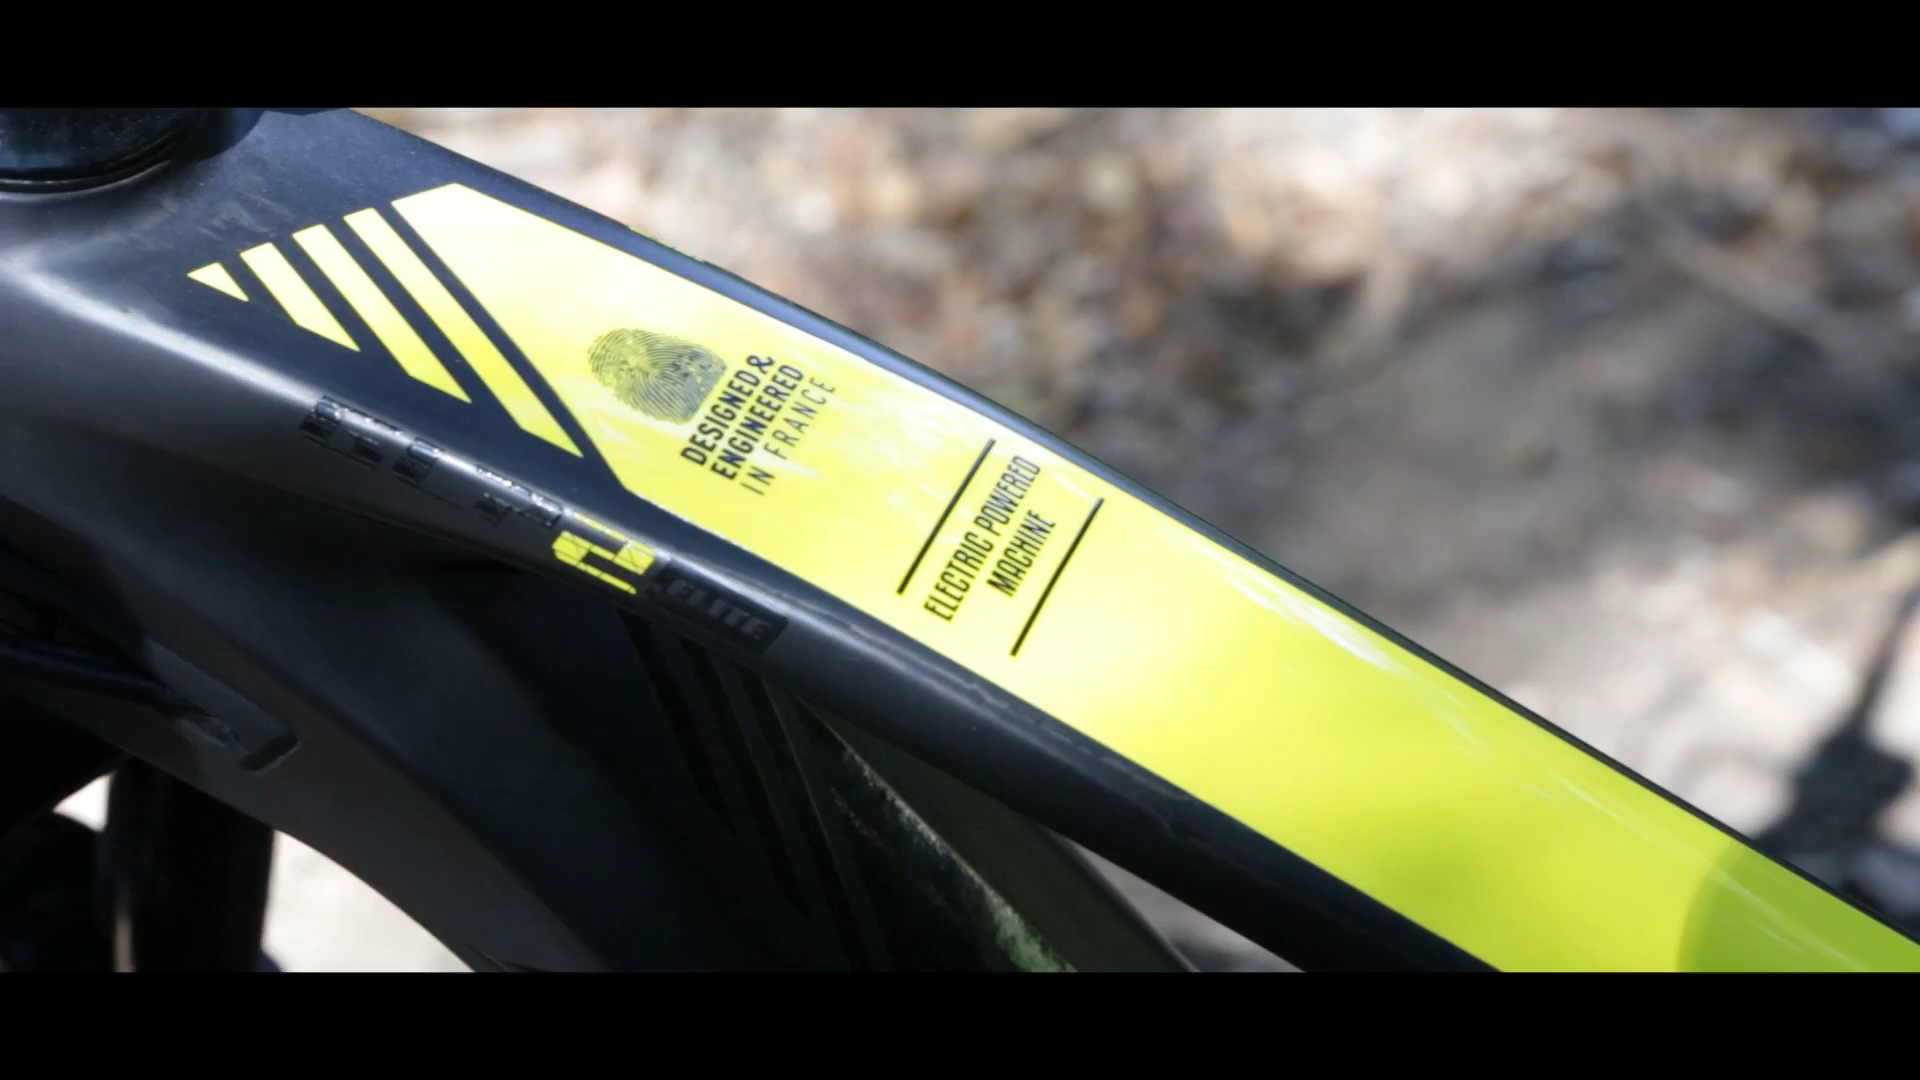 DESIGNED &
ENGINEERED
IN FRANCE
ELECTRIC POWERED
MACHINE
ELITE